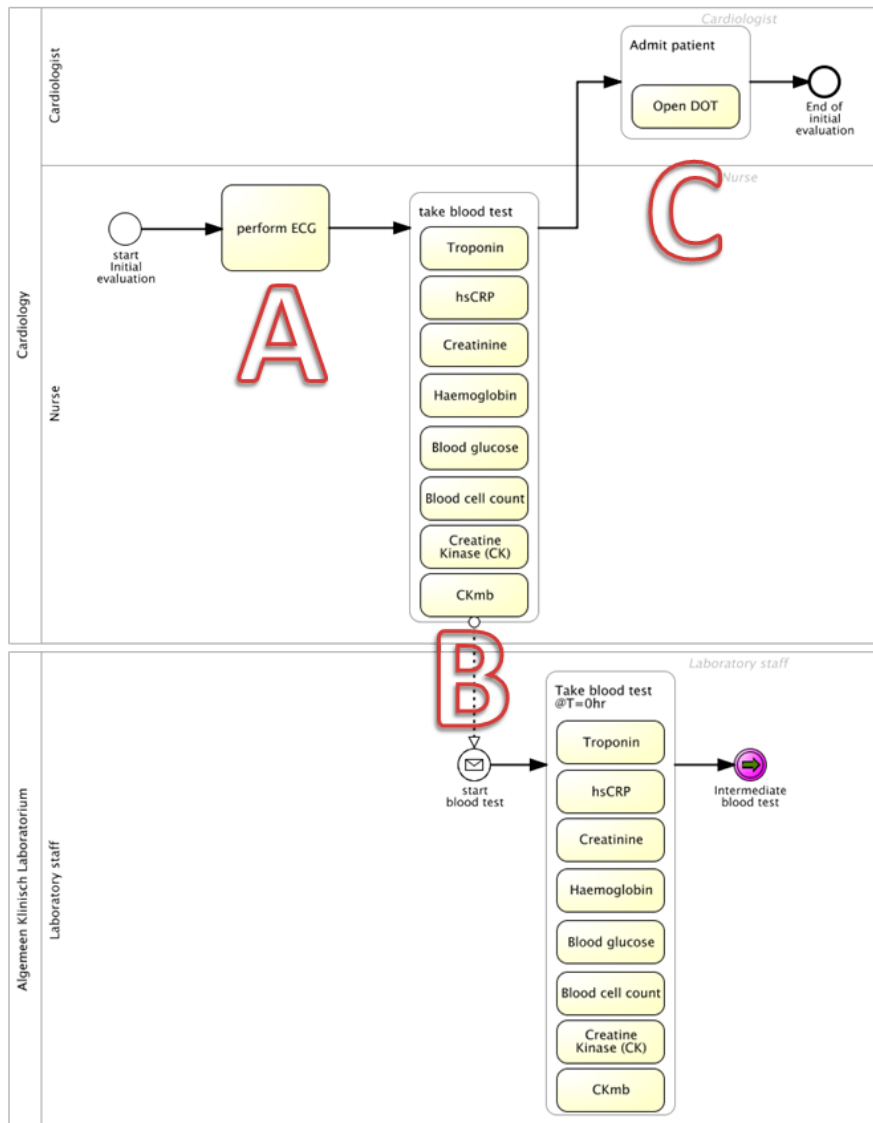 Cardiology
Cardiologist
Cardiologist
Admit patient
Open DOT
End of
initial
evaluation
Nurse
Nurse
start
Initial
evaluation
perform ECG
A
take blood test
Troponin
hsCRP
Creatinine
Haemoglobin
Blood glucose
Blood cell count
Creatine
Kinase (CK)
CKmb
C
B
Algemeen Klinisch Laboratorium
Laboratory staff
Laboratory staff
start
blood test
Take blood test
@T=0hr
Troponin
hsCRP
Creatinine
Haemoglobin
Blood glucose
Blood cell count
Creatine
Kinase (CK)
CKmb
Intermediate
blood test